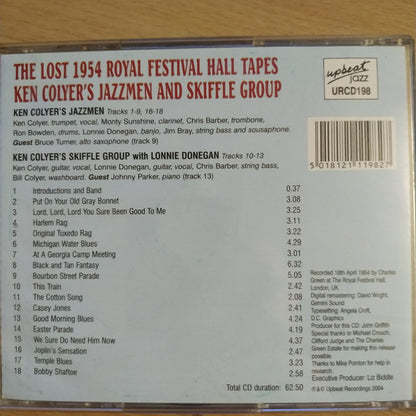 THE LOST 1954 ROYAL FESTIVAL HALL TAPES
KEN COLYER'S JAZZMEN AND SKIFFLE GROUP
upbeat
jazz
URCD198
KEN COLYER'S JAZZMEN Tracks 1-9, 16-18
Ken Colyer, trumpet, vocal, Monty Sunshine, clarinet, Chris Barber, trombone,
Ron Bowden, drums, Lonnie Donegan, banjo, Jim Bray, string bass and sousaphone.
Guest Bruce Turner, alto saxophone (track 9)
KEN COLYER'S SKIFFLE GROUP with LONNIE DONEGAN Tracks 10-13
Ken Colyer, guitar, vocal, Lonnie Donegan, guitar, vocal, Chris Barber, string bass,
Bill Colyer, washboard. Guest Johnny Parker, piano (track 13)
5 018121 119827
1 Introductions and Band 0.37
2 Put On Your Old Gray Bonnet 3.08
3 Lord, Lord, Lord You Sure Been Good To Me 3.25
4 Harlem Rag 3.11
5 Original Tuxedo Rag 3.22
6 Michigan Water Blues 4.29
7 At A Georgia Camp Meeting 3.01
8 Black and Tan Fantasy 6.32
9 Bourbon Street Parade 5.05
10 This Train 2.42
11 The Cotton Song 4.51
12 Casey Jones 2.41
13 Good Morning Blues 4.31
14 Easter Parade 4.19
15 We Sure Do Need Him Now 4.33
16 Joplin's Sensation 2.47
17 Temple Blues 4.38
18 Bobby Shaftoe 2.58
Total CD duration: 62.50
Recorded 18th April 1954 by Charles
Green at The Royal Festival Hall,
London, UK
Digital remastering: David Wright,
Gemini Sound
Typesetting: Angela Croft,
D.C. Graphics
Producer for this CD: John Griffith
Special thanks to Michael Crouch,
Clifford Judge and The Charles
Green Estate for making this release
possible.
Thanks to Mike Pointon for help in
research.
Executive Producer: Liz Biddle
℗ & © Upbeat Recordings 2004